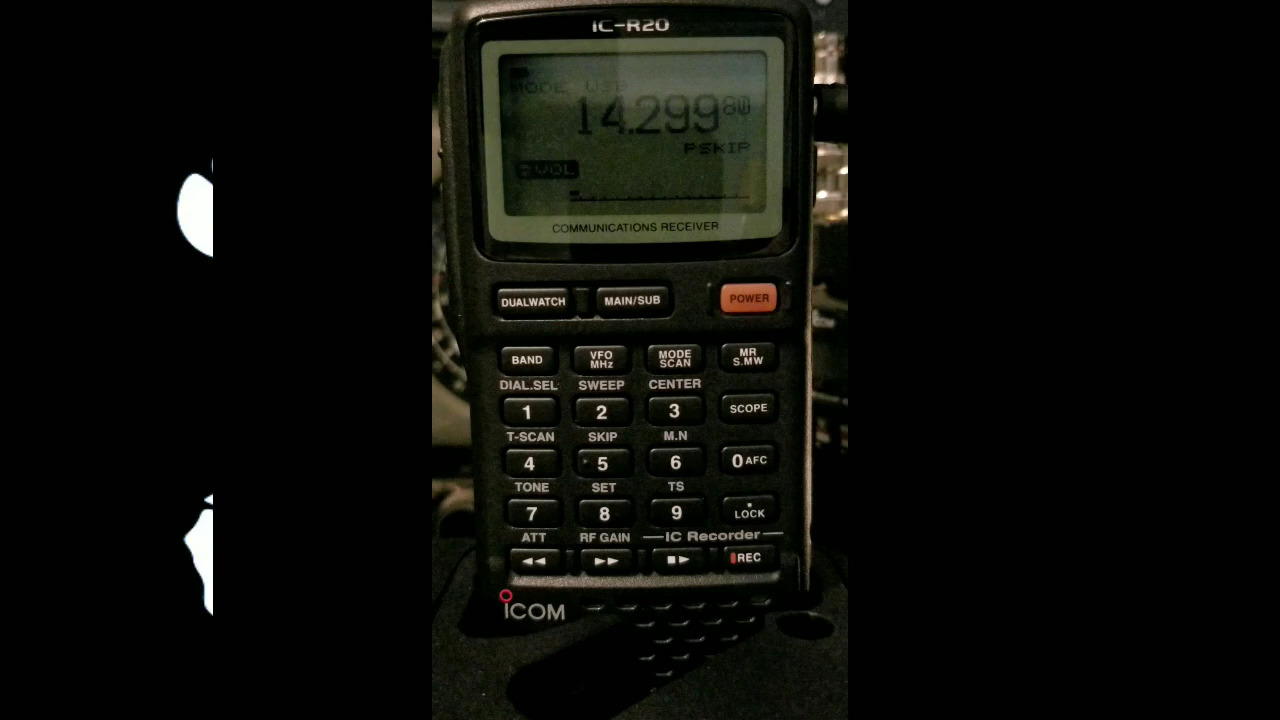 IC-R20
MODE USB
14.299 80
PSKIP
VOL
COMMUNICATIONS RECEIVER
DUALWATCH MAIN/SUB POWER
BAND VFO MHz MODE SCAN MR S.MW
DIAL.SEL SWEEP CENTER
1 2 3 SCOPE
T-SCAN SKIP M.N
4 5 6 0 AFC
TONE SET TS
7 8 9 . LOCK
ATT RF GAIN IC Recorder
◄◄ ►► ■► REC
ICOM